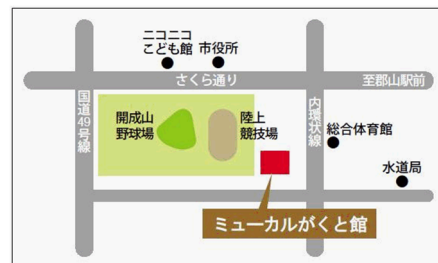 ニコニコ
こども館
市役所
さくら通り
至郡山駅前
国道49号線
開成山
野球場
陸上
競技場
内環状線
総合体育館
水道局
ミューカルがくと館